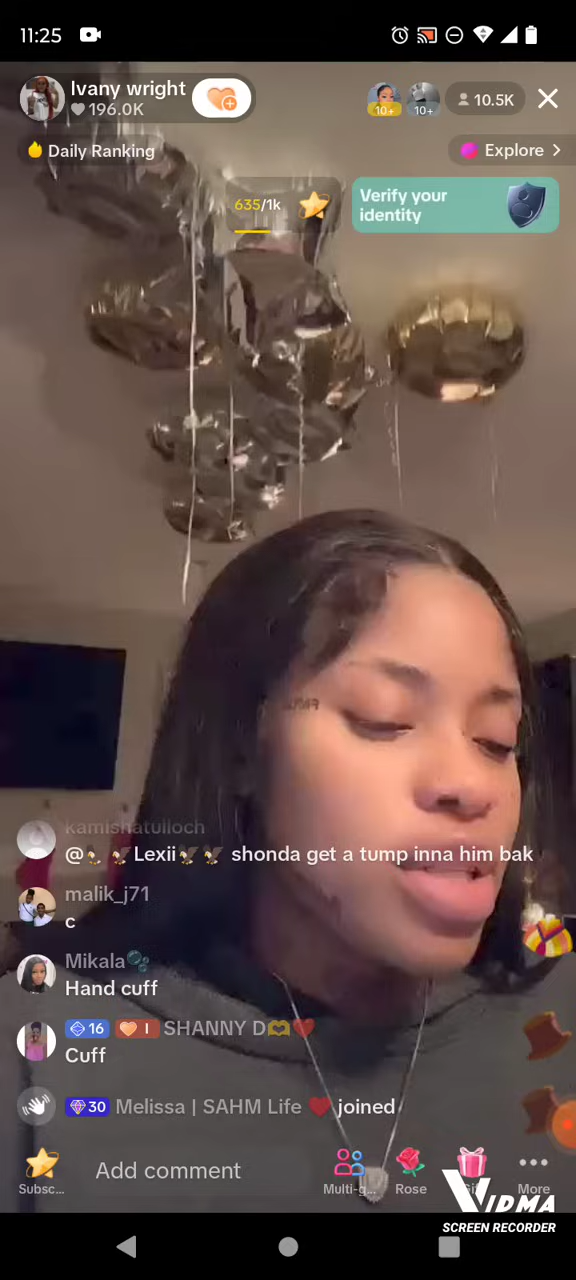 11:25
Ivany wright
196.0K
10+
10+
10.5K
Daily Ranking
Explore >
635/1k
Verify your
identity
kamishatulloch
@🦅🦅Lexii🦅🦅 shonda get a tump inna him bak
malik_j71
c
Mikala🫧
Hand cuff
16 I SHANNY D🫶❤️
Cuff
30 Melissa | SAHM Life ❤️ joined
Add comment
Subsc... Multi-g... Rose More
VIDMA
SCREEN RECORDER